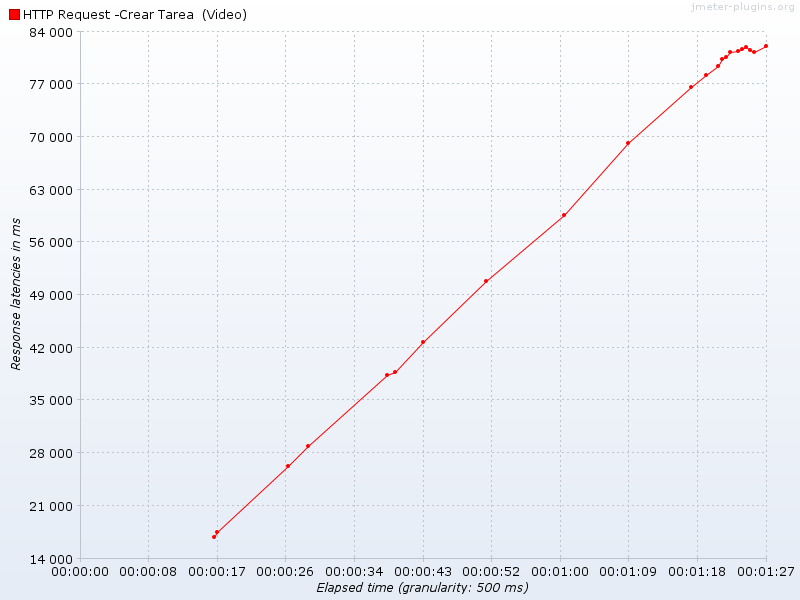 jmeter-plugins.org
HTTP Request -Crear Tarea  (Video)
84 000
77 000
70 000
63 000
56 000
49 000
42 000
35 000
28 000
21 000
14 000
Response latencies in ms
00:00:00 00:00:08 00:00:17 00:00:26 00:00:34 00:00:43 00:00:52 00:01:00 00:01:09 00:01:18 00:01:27
Elapsed time (granularity: 500 ms)